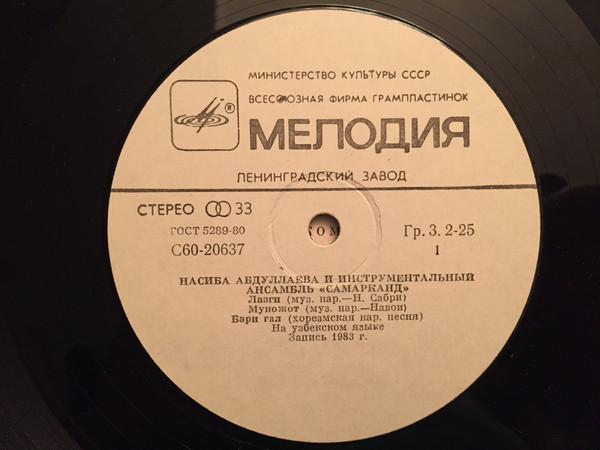 МИНИСТЕРСТВО КУЛЬТУРЫ СССР
ВСЕСОЮЗНАЯ ФИРМА ГРАМПЛАСТИНОК
®
МЕЛОДИЯ
ЛЕНИНГРАДСКИЙ ЗАВОД
СТЕРЕО 33
ГОСТ 5289-80
С60-20637
Гр. 3. 2-25
1
НАСИБА АБДУЛЛАЕВА И ИНСТРУМЕНТАЛЬНЫЙ
АНСАМБЛЬ «САМАРКАНД»
Лазги (муз. нар.—Н. Сабри)
Муножот (муз. нар.—Навои)
Бари гал (хорезмская нар. песня)
На узбекском языке
Запись 1983 г.